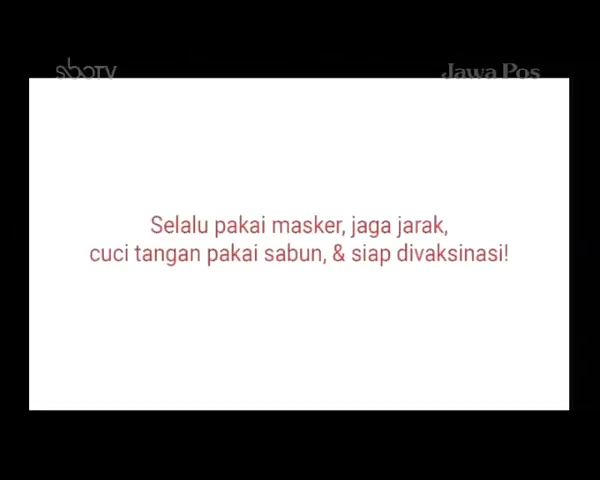 sboTV
Jawa Pos
Selalu pakai masker, jaga jarak,
cuci tangan pakai sabun, & siap divaksinasi!